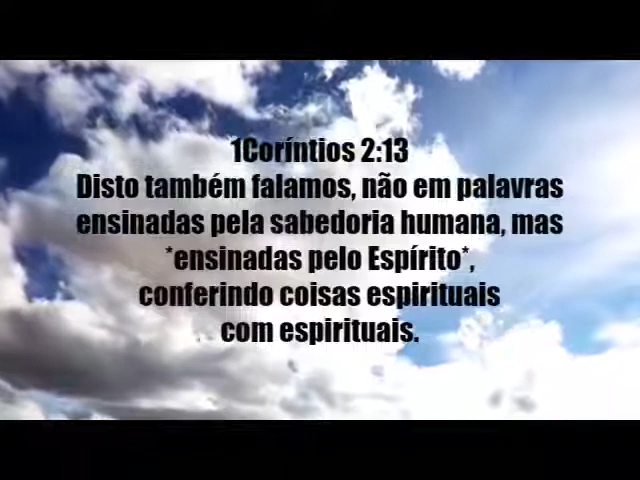 1Coríntios 2:13
Disto também falamos, não em palavras
ensinadas pela sabedoria humana, mas
*ensinadas pelo Espírito*,
conferindo coisas espirituais
com espirituais.